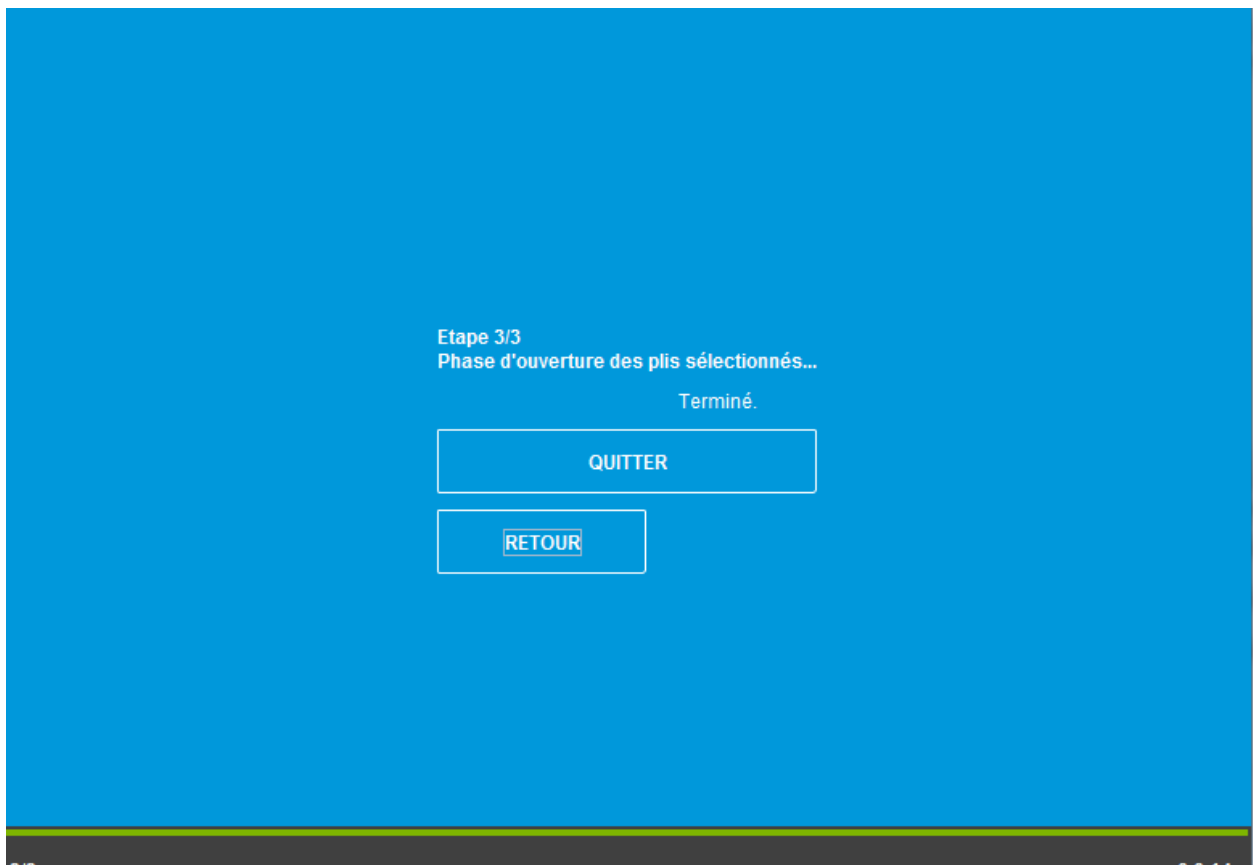 Etape 3/3
Phase d'ouverture des plis sélectionnés...
Terminé.
QUITTER
RETOUR